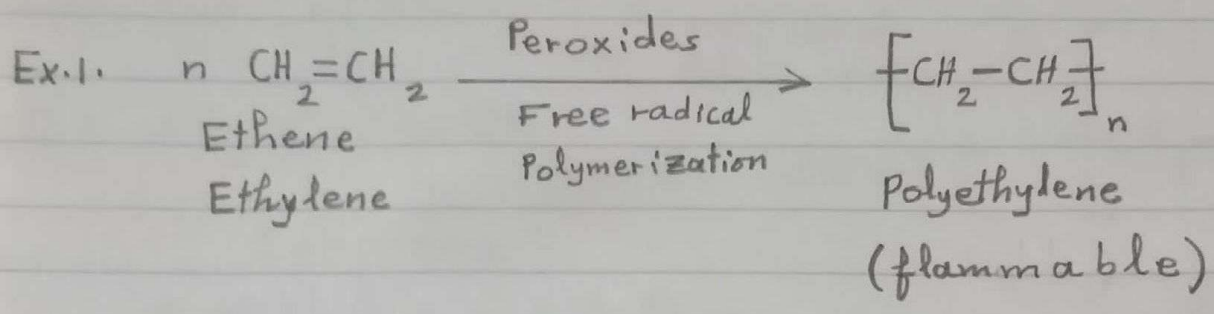 Ex.1. n CH₂=CH₂ Peroxides [CH₂-CH₂]n
Ethene Free radical
Polymerization
Ethylene Polyethylene
(flammable)